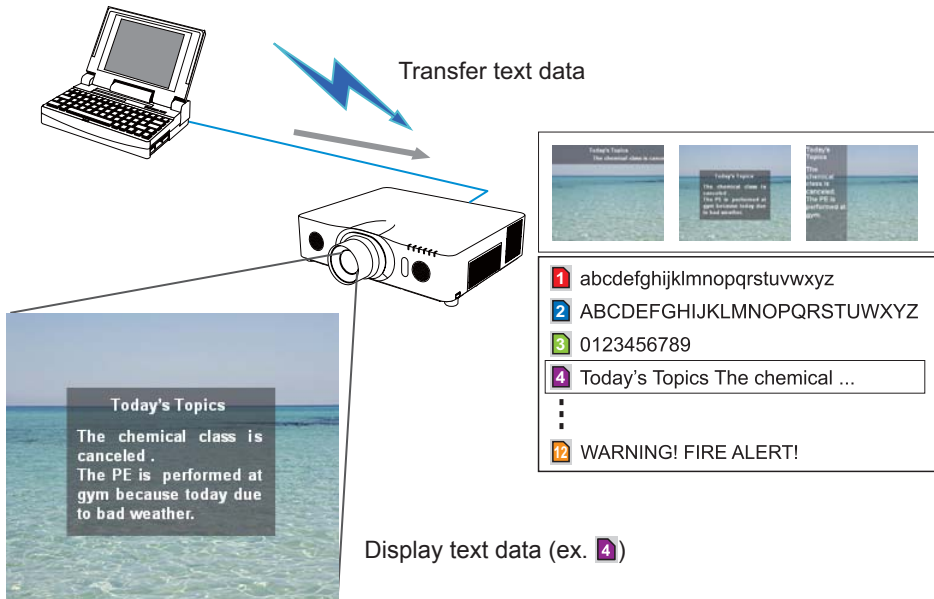 Transfer text data
Today's Topics
The chemical class is cance
Today's Topics
The chemical class is
canceled .
The PE is performed at
gym because today due
to bad weather.
Today's
Topics
The
chemical
class is
canceled.
The PE is
performed at
gym
1 abcdefghijklmnopqrstuvwxyz
2 ABCDEFGHIJKLMNOPQRSTUWXYZ
3 0123456789
4 Today's Topics The chemical ...
12 WARNING! FIRE ALERT!
Today's Topics
The chemical class is
canceled .
The PE is performed at
gym because today due
to bad weather.
Display text data (ex. 4)